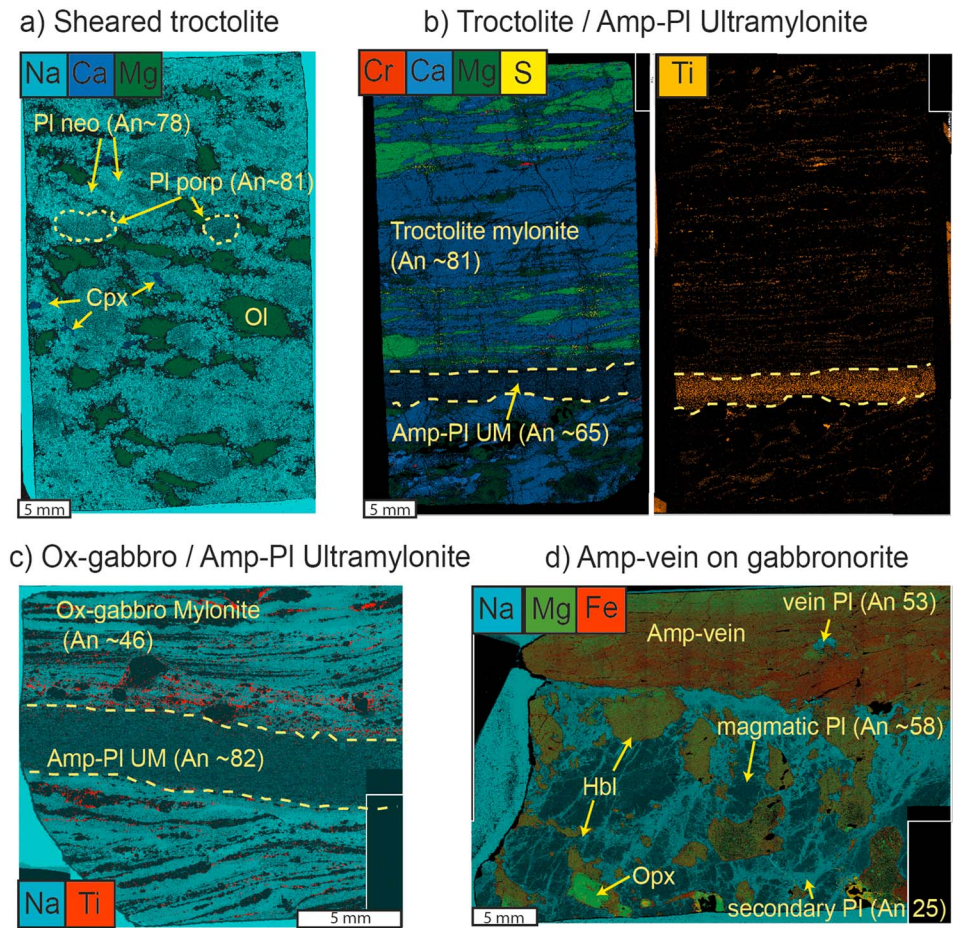 a) Sheared troctolite
Na Ca Mg
Pl neo (An~78)
Pl porp (An~81)
Cpx
Ol
5 mm
b) Troctolite / Amp-Pl Ultramylonite
Cr Ca Mg S
Ti
Troctolite mylonite
(An ~81)
Amp-Pl UM (An ~65)
5 mm
c) Ox-gabbro / Amp-Pl Ultramylonite
Ox-gabbro Mylonite
(An ~46)
Amp-Pl UM (An ~82)
Na Ti
5 mm
d) Amp-vein on gabbronorite
Na Mg Fe
vein Pl (An 53)
Amp-vein
magmatic Pl (An ~58)
Hbl
Opx
secondary Pl (An 25)
5 mm